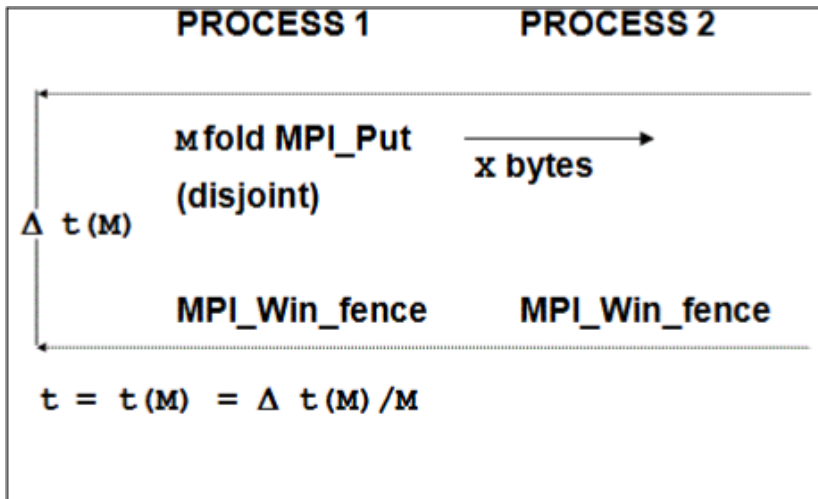 PROCESS 1 PROCESS 2
M fold MPI_Put
X bytes
(disjoint)
Δ t(M)
MPI_Win_fence MPI_Win_fence
t = t(M) = Δ t(M)/M